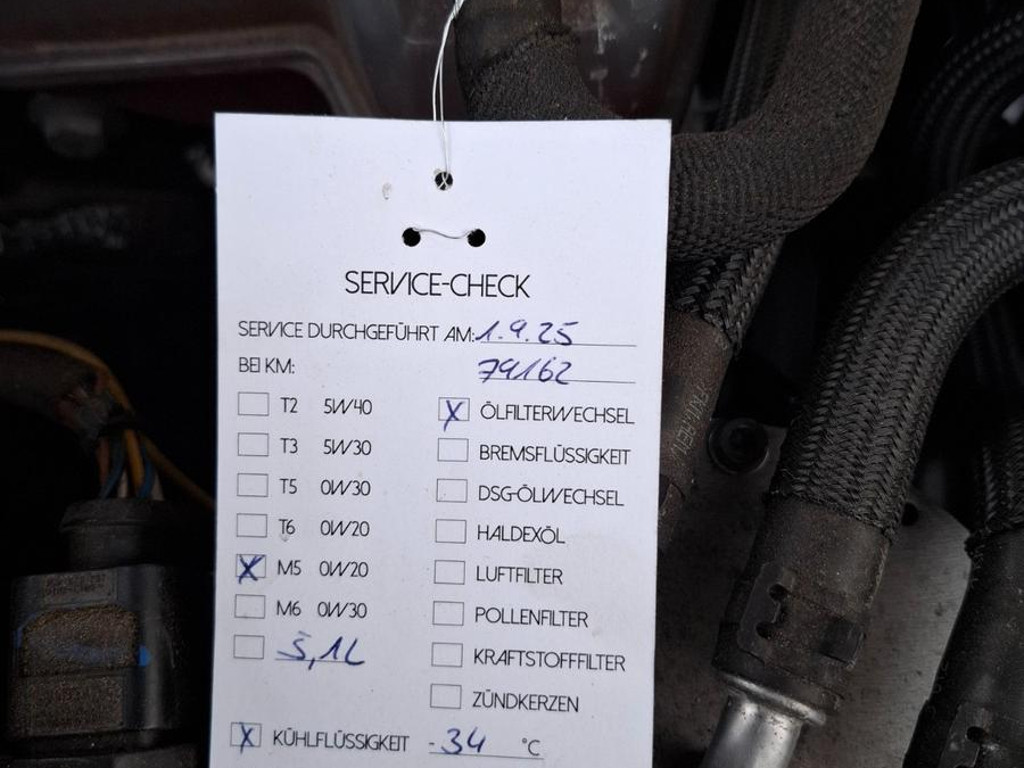 SERVICE-CHECK
SERVICE DURCHGEFÜHRT AM: 1.9.25
BEI KM: 79162
T2 5W40
T3 5W30
T5 0W30
T6 0W20
X M5 0W20
M6 0W30
5,1L
X ÖLFILTERWECHSEL
BREMSFLÜSSIGKEIT
DSG-ÖLWECHSEL
HALDEXÖL
LUFTFILTER
POLLENFILTER
KRAFTSTOFFFILTER
ZÜNDKERZEN
X KÜHLFLÜSSIGKEIT -34 °C